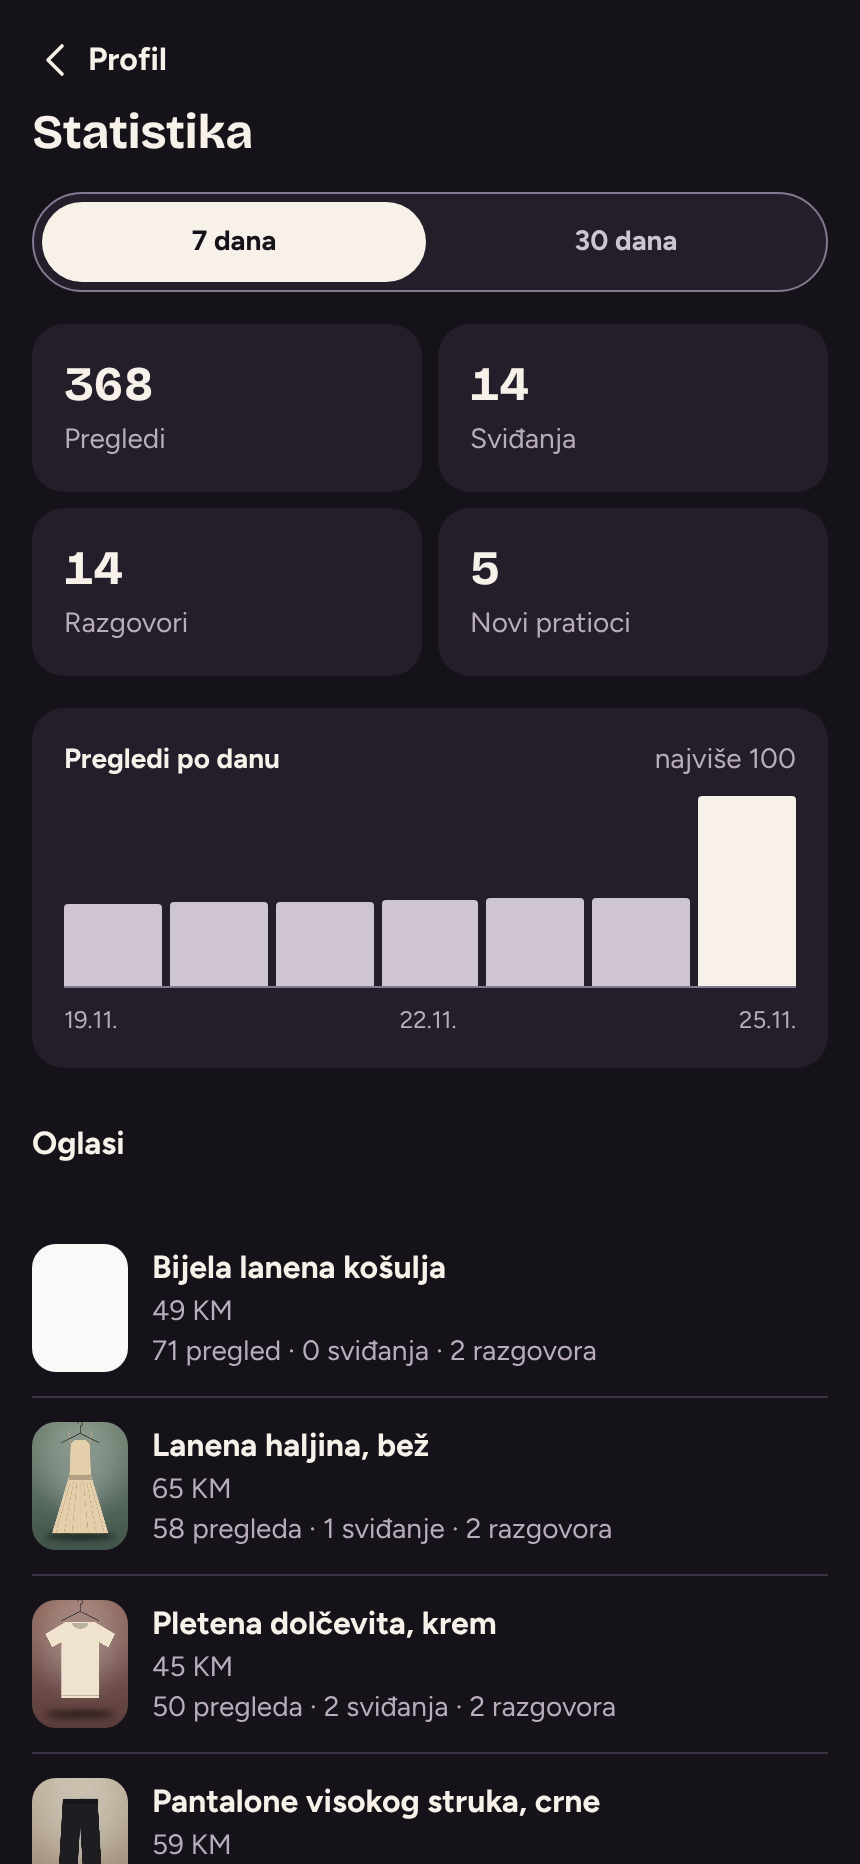 Profil
Statistika
7 dana
30 dana
368
Pregledi
14
Sviđanja
14
Razgovori
5
Novi pratioci
Pregledi po danu
najviše 100
19.11.
22.11.
25.11.
Oglasi
Bijela lanena košulja
49 KM
71 pregled · 0 sviđanja · 2 razgovora
Lanena haljina, bež
65 KM
58 pregleda · 1 sviđanje · 2 razgovora
Pletena dolčevita, krem
45 KM
50 pregleda · 2 sviđanja · 2 razgovora
Pantalone visokog struka, crne
59 KM